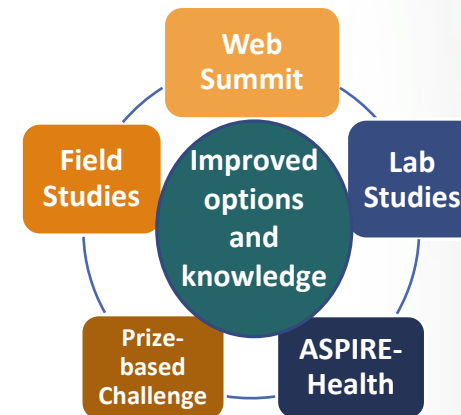 Web
Summit
Field
Studies
Improved
options
and
knowledge
Lab
Studies
Prize-
based
Challenge
ASPIRE-
Health